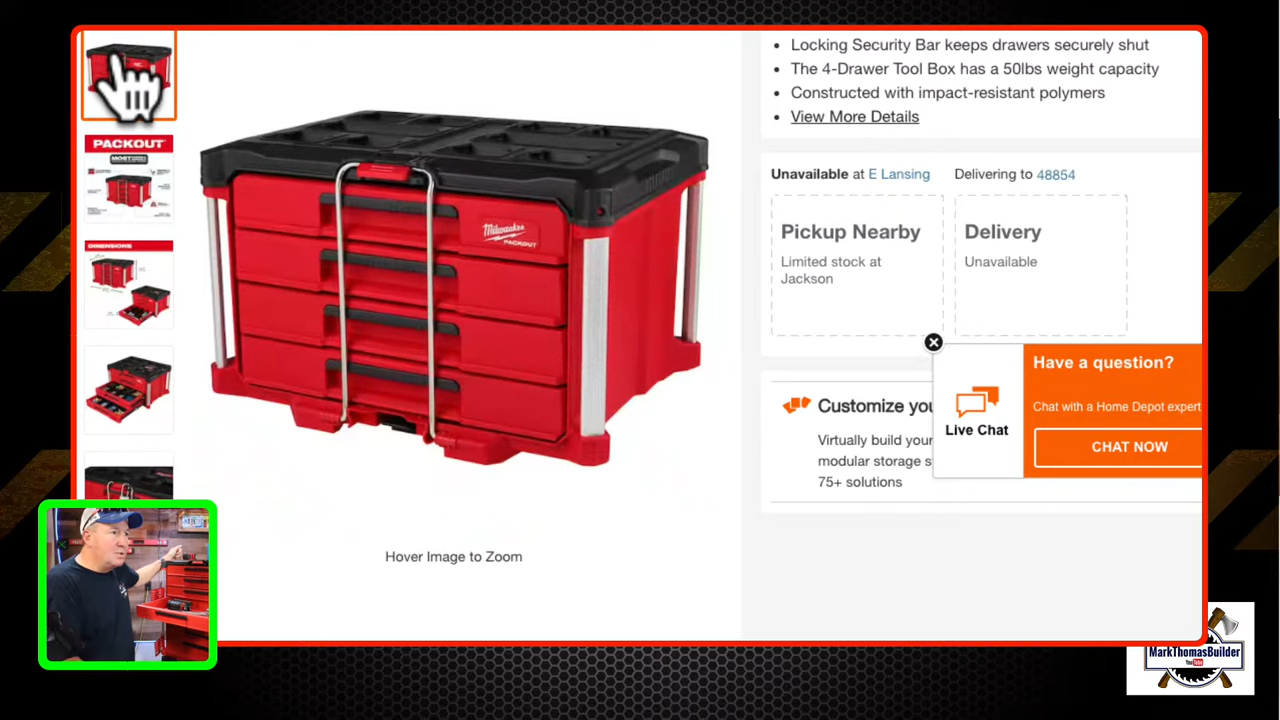 Locking Security Bar keeps drawers securely shut
The 4-Drawer Tool Box has a 50lbs weight capacity
Constructed with impact-resistant polymers
View More Details
PACKOUT
DIMENSIONS
Milwaukee
PACKOUT
Hover Image to Zoom
Unavailable at E Lansing
Delivering to 48854
Pickup Nearby
Limited stock at
Jackson
Delivery
Unavailable
Customize you
Virtually build your
modular storage s
75+ solutions
Live Chat
Have a question?
Chat with a Home Depot expert
CHAT NOW
MarkThomasBuilder
You Tube